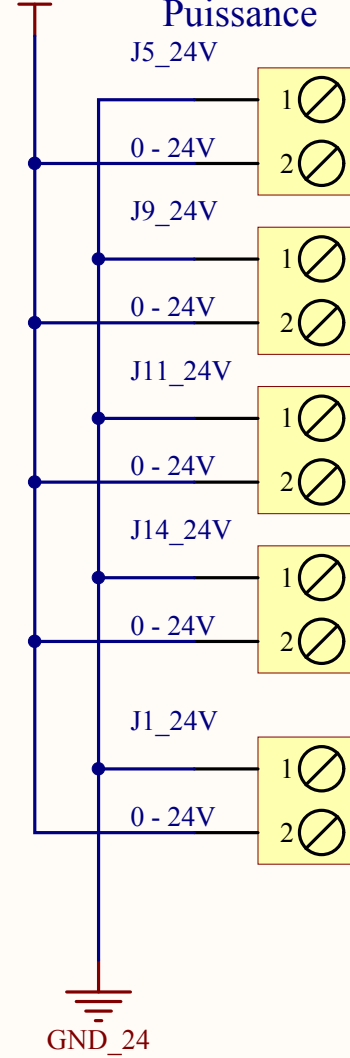 Puissance
J5_24V
1
0 - 24V
2
J9_24V
1
0 - 24V
2
J11_24V
1
0 - 24V
2
J14_24V
1
0 - 24V
2
J1_24V
1
0 - 24V
2
GND_24